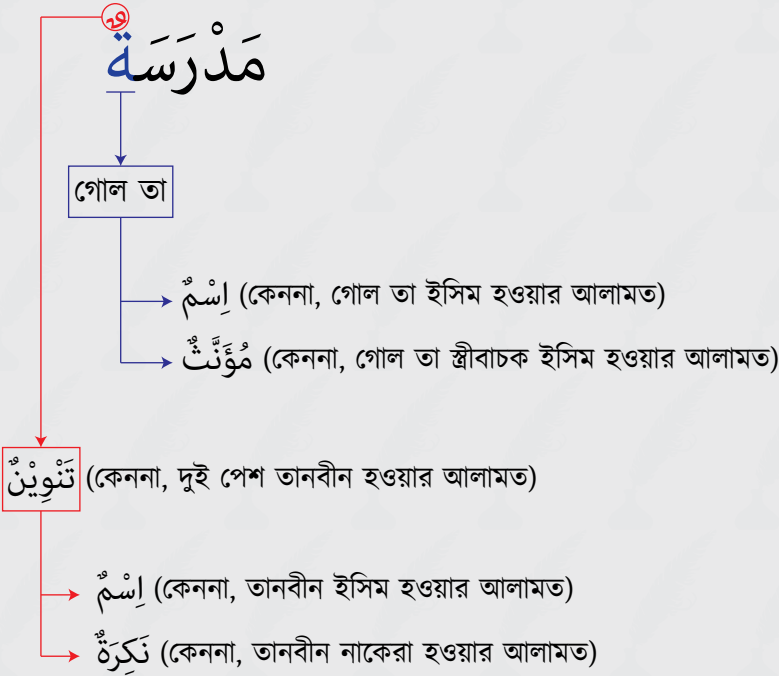 مَدْرَسَةٌ
গোল তা
اِسْمٌ (কেননা, গোল তা ইসিম হওয়ার আলামত)
مُؤَنَّثٌ (কেননা, গোল তা স্ত্রীবাচক ইসিম হওয়ার আলামত)
تَنْوِيْنٌ (কেননা, দুই পেশ তানবীন হওয়ার আলামত)
اِسْمٌ (কেননা, তানবীন ইসিম হওয়ার আলামত)
نَكِرَةٌ (কেননা, তানবীন নাকেরা হওয়ার আলামত)